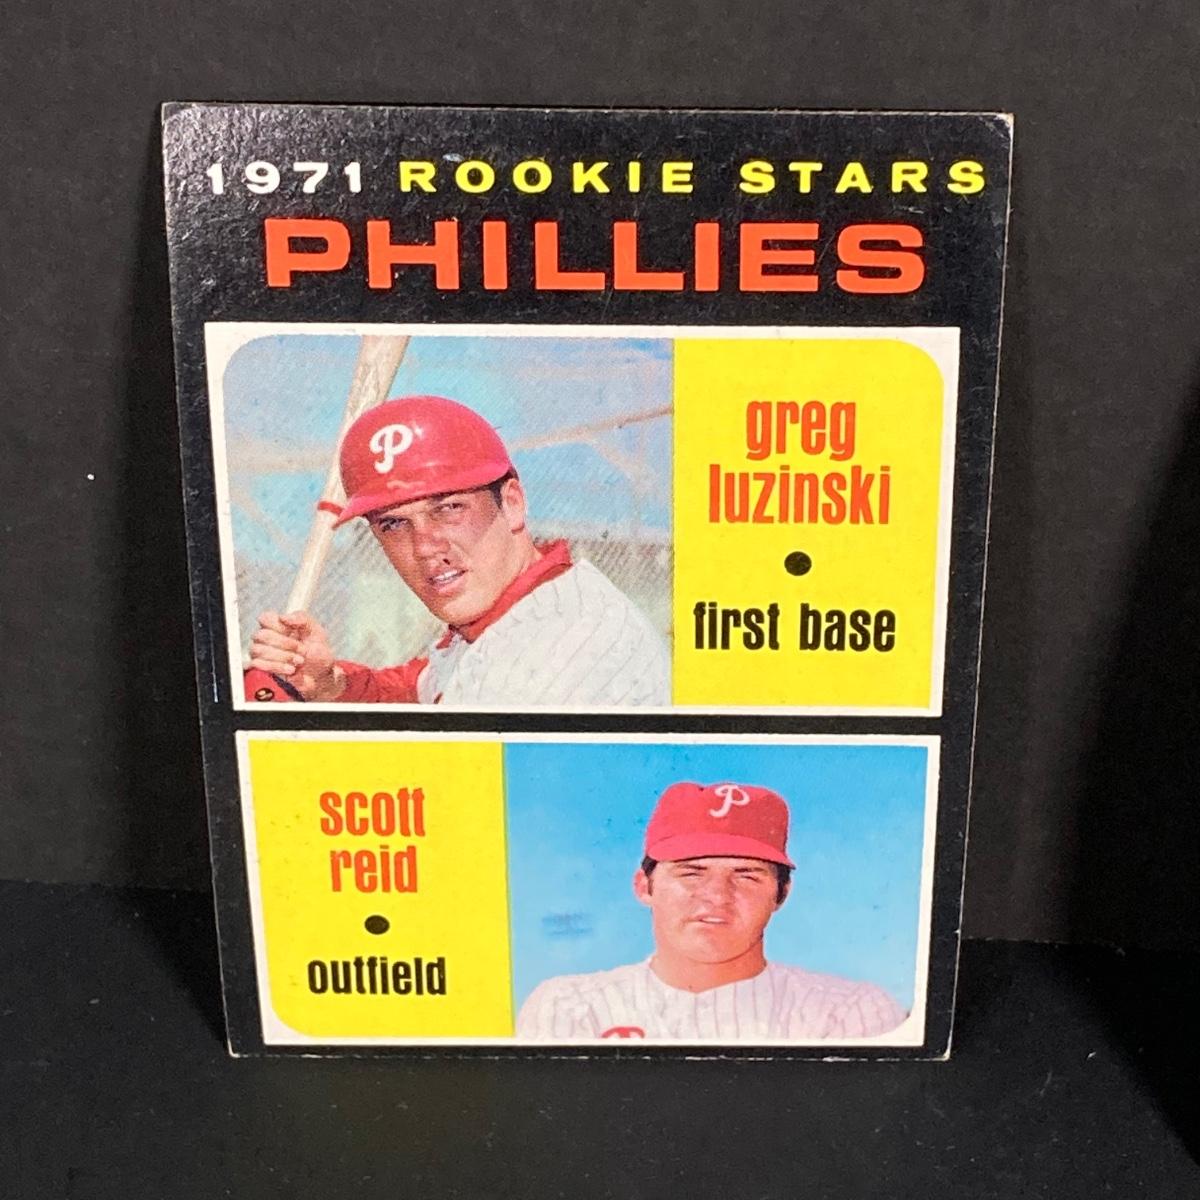 1971 ROOKIE STARS
PHILLIES
greg
luzinski
first base
P
scott
reid
outfield
P